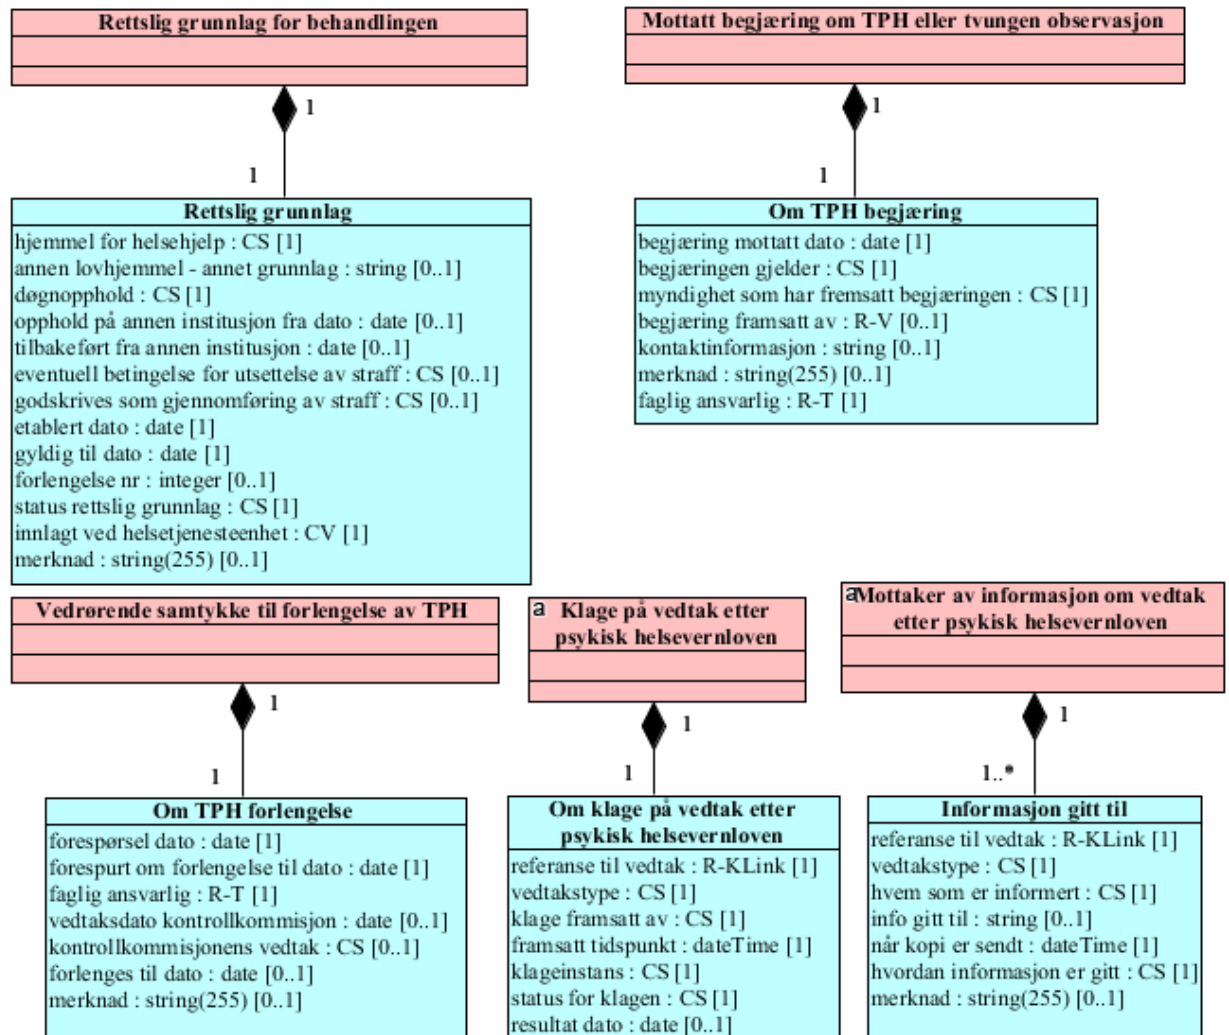 Rettslig grunnlag for behandlingen
1
1
Rettslig grunnlag
hjemmel for helsehjelp : CS [1]
annen lovhjemmel - annet grunnlag : string [0..1]
døgnopphold : CS [1]
opphold på annen institusjon fra dato : date [0..1]
tilbakeført fra annen institusjon : date [0..1]
eventuell betingelse for utsettelse av straff : CS [0..1]
godskrives som gjennomføring av straff : CS [0..1]
etablert dato : date [1]
gyldig til dato : date [1]
forlengelse nr : integer [0..1]
status rettslig grunnlag : CS [1]
innlagt ved helsetjenesteenhet : CV [1]
merknad : string(255) [0..1]
Mottatt begjæring om TPH eller tvungen observasjon
1
1
Om TPH begjæring
begjæring mottatt dato : date [1]
begjæringen gjelder : CS [1]
myndighet som har fremsatt begjæringen : CS [1]
begjæring framsatt av : R-V [0..1]
kontaktinformasjon : string [0..1]
merknad : string(255) [0..1]
faglig ansvarlig : R-T [1]
Vedrørende samtykke til forlengelse av TPH
1
1
Om TPH forlengelse
forespørsel dato : date [1]
forespurt om forlengelse til dato : date [1]
faglig ansvarlig : R-T [1]
vedtaksdato kontrollkommisjon : date [0..1]
kontrollkommisjonens vedtak : CS [0..1]
forlenges til dato : date [0..1]
merknad : string(255) [0..1]
a Klage på vedtak etter
psykisk helsevernloven
1
1
Om klage på vedtak etter
psykisk helsevernloven
referanse til vedtak : R-KLink [1]
vedtakstype : CS [1]
klage framsatt av : CS [1]
framsatt tidspunkt : dateTime [1]
klageinstans : CS [1]
status for klagen : CS [1]
resultat dato : date [0..1]
a Mottaker av informasjon om vedtak
etter psykisk helsevernloven
1
1..*
Informasjon gitt til
referanse til vedtak : R-KLink [1]
vedtakstype : CS [1]
hvem som er informert : CS [1]
info gitt til : string [0..1]
når kopi er sendt : dateTime [1]
hvordan informasjon er gitt : CS [1]
merknad : string(255) [0..1]